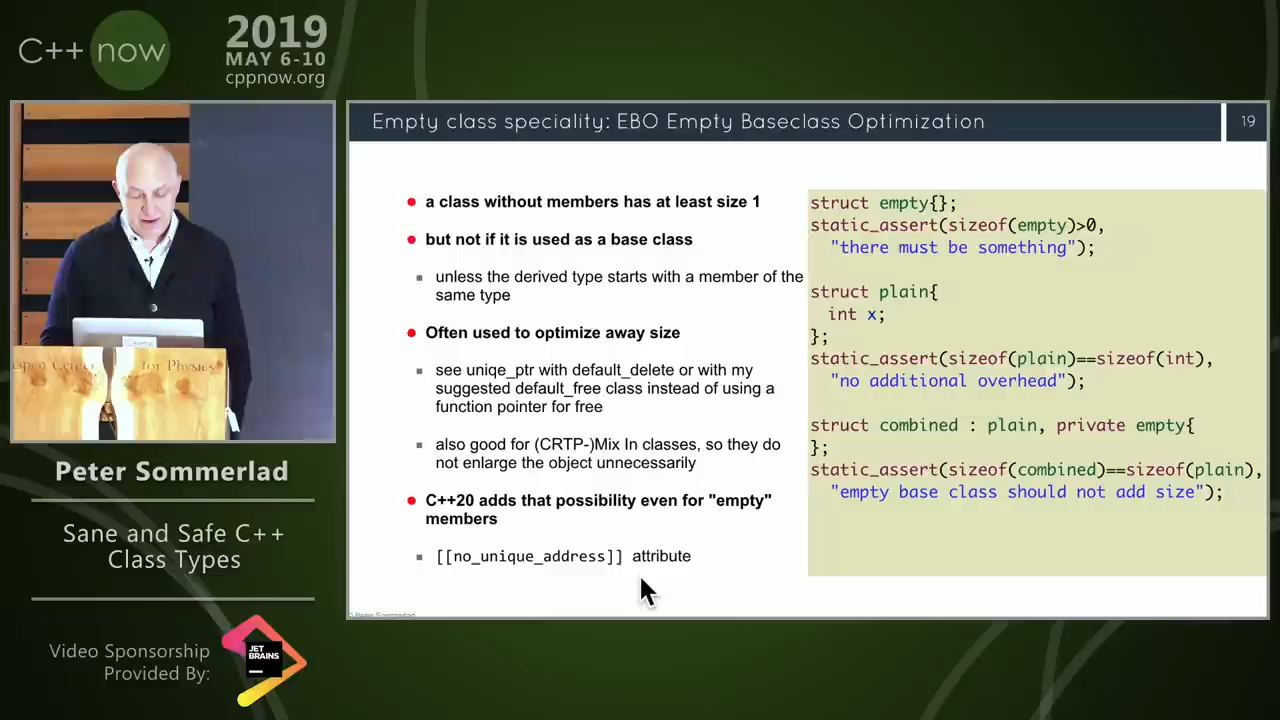 C++ now
2019
MAY 6-10
cppnow.org
Empty class speciality: EBO Empty Baseclass Optimization
19
a class without members has at least size 1
but not if it is used as a base class
unless the derived type starts with a member of the
same type
Often used to optimize away size
see uniqe_ptr with default_delete or with my
suggested default_free class instead of using a
function pointer for free
also good for (CRTP-)Mix In classes, so they do
not enlarge the object unnecessarily
C++20 adds that possibility even for "empty"
members
[[no_unique_address]] attribute
struct empty{};
static_assert(sizeof(empty)>0,
"there must be something");
struct plain{
int x;
};
static_assert(sizeof(plain)==sizeof(int),
"no additional overhead");
struct combined : plain, private empty{
};
static_assert(sizeof(combined)==sizeof(plain),
"empty base class should not add size");
© Peter Sommerlad
for Physics
Peter Sommerlad
Sane and Safe C++
Class Types
Video Sponsorship
Provided By:
JET
BRAINS